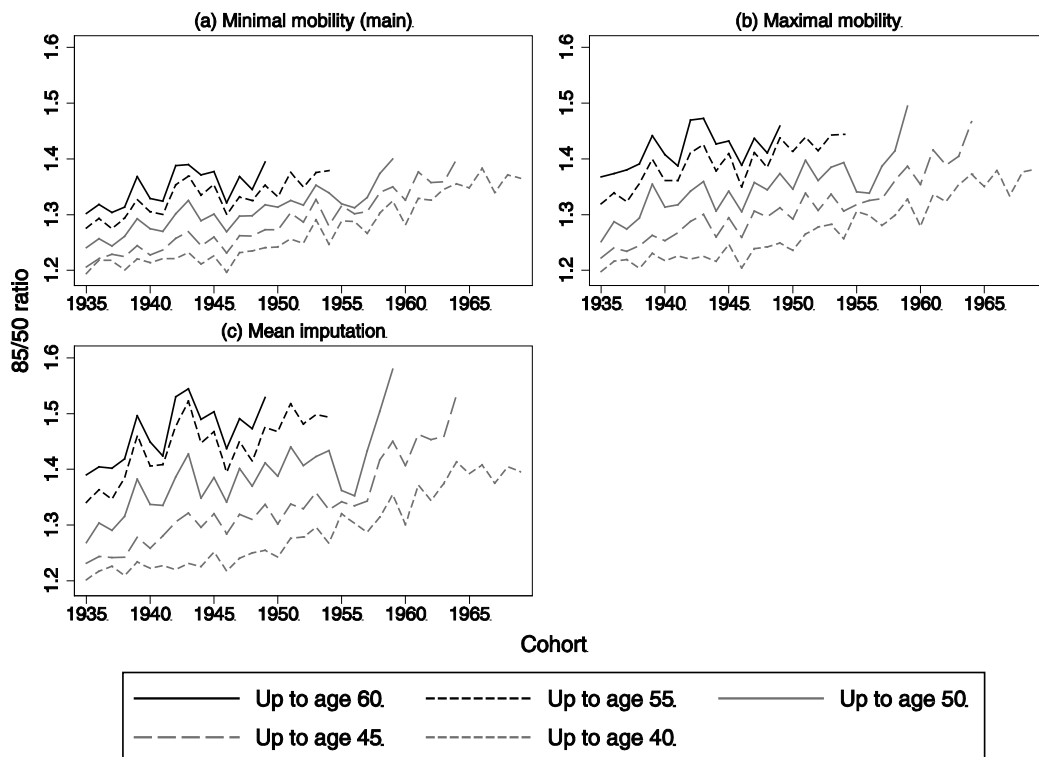 (a) Minimal mobility (main).
(b) Maximal mobility.
1.6
1.5
1.4
1.3
1.2
1935. 1940. 1945. 1950. 1955. 1960. 1965.
1.6
1.5
1.4
1.3
1.2
1935. 1940. 1945. 1950. 1955. 1960. 1965.
(c) Mean imputation.
1.6
1.5
1.4
1.3
1.2
1935. 1940. 1945. 1950. 1955. 1960. 1965.
85/50 ratio
Cohort.
Up to age 60. Up to age 55. Up to age 50.
Up to age 45. Up to age 40.